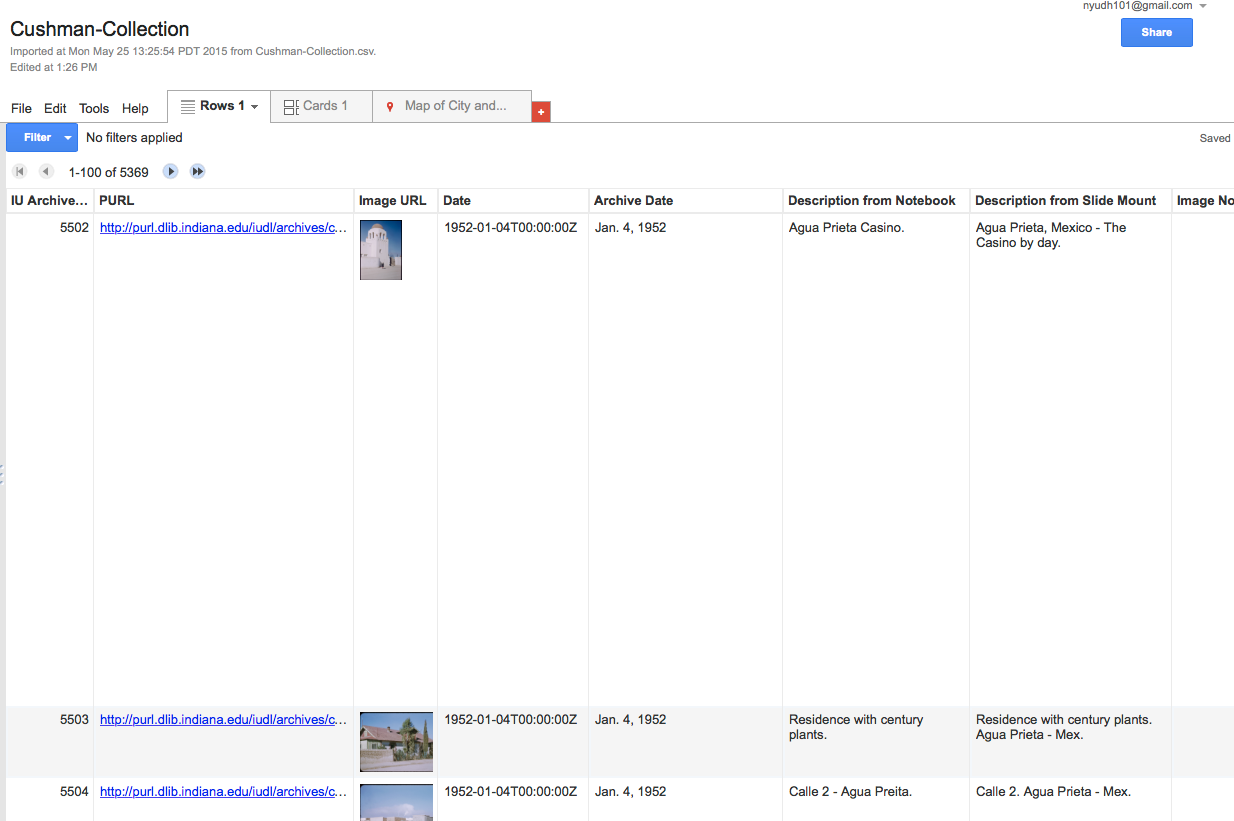 nyudh101@gmail.com
Cushman-Collection
Imported at Mon May 25 13:25:54 PDT 2015 from Cushman-Collection.csv.
Edited at 1:26 PM
Share
File Edit Tools Help Rows 1 Cards 1 Map of City and...
+
Filter No filters applied Saved
1-100 of 5369
IU Archive... PURL Image URL Date Archive Date Description from Notebook Description from Slide Mount Image No
5502 http://purl.dlib.indiana.edu/iudl/archives/c... 1952-01-04T00:00:00Z Jan. 4, 1952 Agua Prieta Casino. Agua Prieta, Mexico - The
Casino by day.
5503 http://purl.dlib.indiana.edu/iudl/archives/c... 1952-01-04T00:00:00Z Jan. 4, 1952 Residence with century Residence with century plants.
plants. Agua Prieta - Mex.
5504 http://purl.dlib.indiana.edu/iudl/archives/c... 1952-01-04T00:00:00Z Jan. 4, 1952 Calle 2 - Agua Preita. Calle 2. Agua Prieta - Mex.